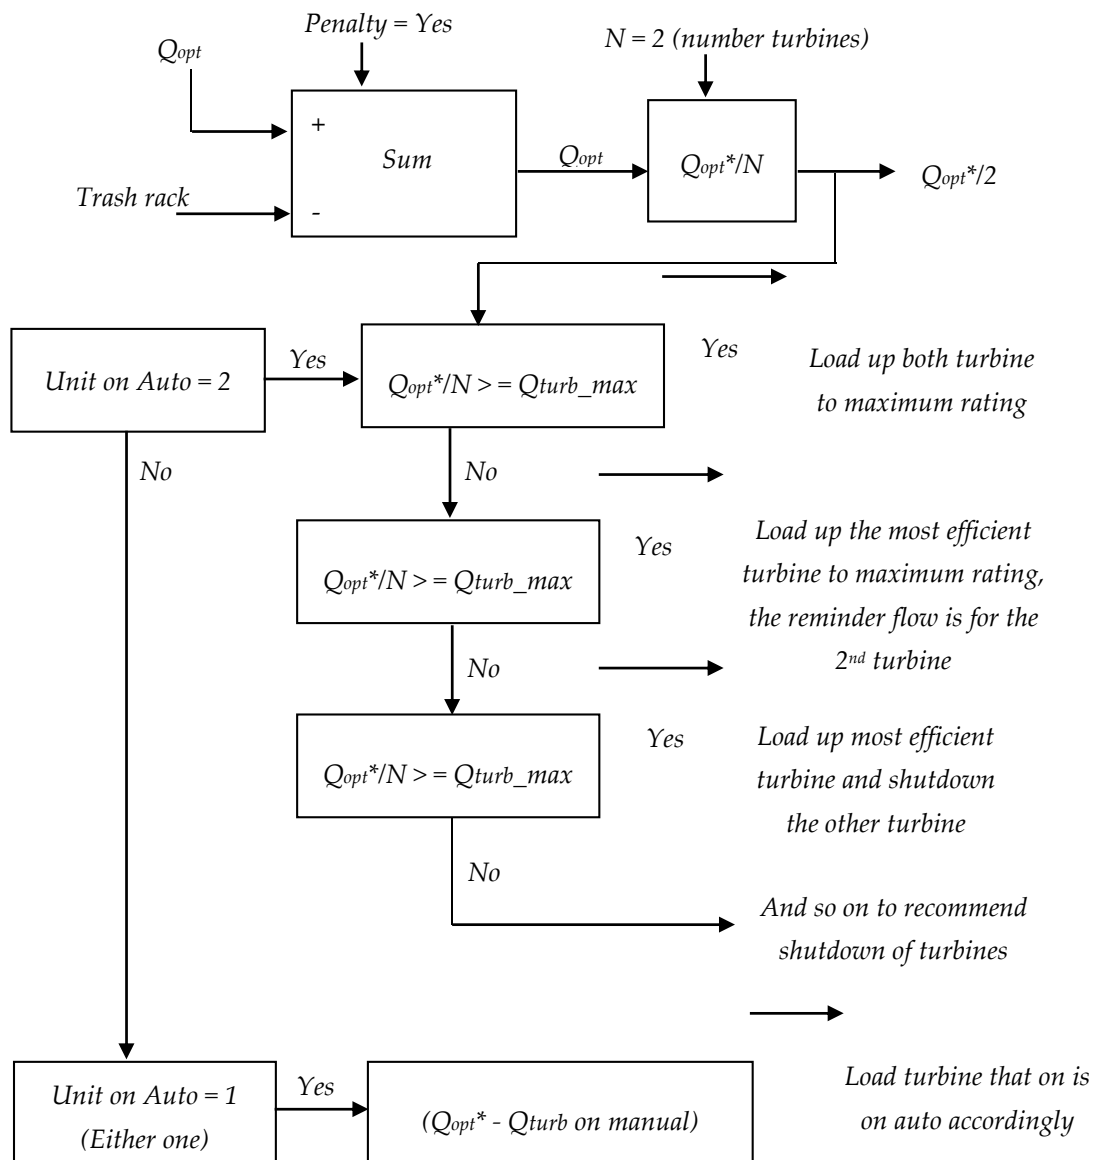 Penalty = Yes
Qopt
N = 2 (number turbines)
+
Sum
Qopt
Qopt*/N
Qopt*/2
Trash rack
-
Unit on Auto = 2
Yes
Qopt*/N > = Qturb_max
Yes
Load up both turbine
to maximum rating
No
No
Qopt*/N > = Qturb_max
Yes
Load up the most efficient
turbine to maximum rating,
the reminder flow is for the
2nd turbine
No
Qopt*/N > = Qturb_max
Yes
Load up most efficient
turbine and shutdown
the other turbine
No
And so on to recommend
shutdown of turbines
Unit on Auto = 1
(Either one)
Yes
(Qopt* - Qturb on manual)
Load turbine that on is
on auto accordingly